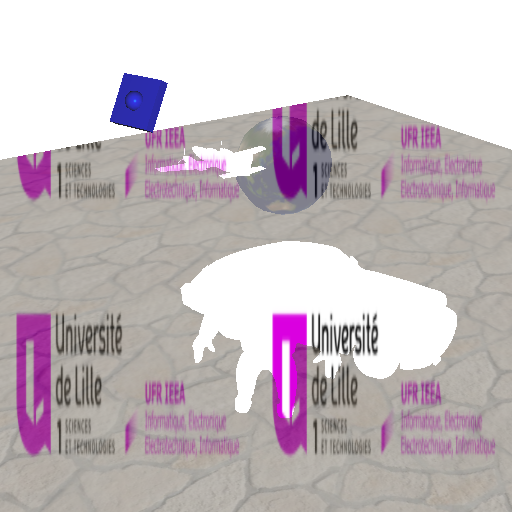 UFR IEEA
Informatique, Electronique
1 SCIENCES
ET TECHNOLOGIES
Electrotechnique, Automatique
de Lille
1 SCIENCES
ET TECHNOLOGIES
UFR IEEA
Informatique, Electronique
Electrotechnique, Automatique
Université
de Lille
1 SCIENCES
ET TECHNOLOGIES
UFR IEEA
Informatique, Electronique
Electrotechnique, Automatique
Université
de Lille
1 SCIENCES
ET TECHNOLOGIES
UFR IEEA
Informatique, Electronique
Electrotechnique, Automatique